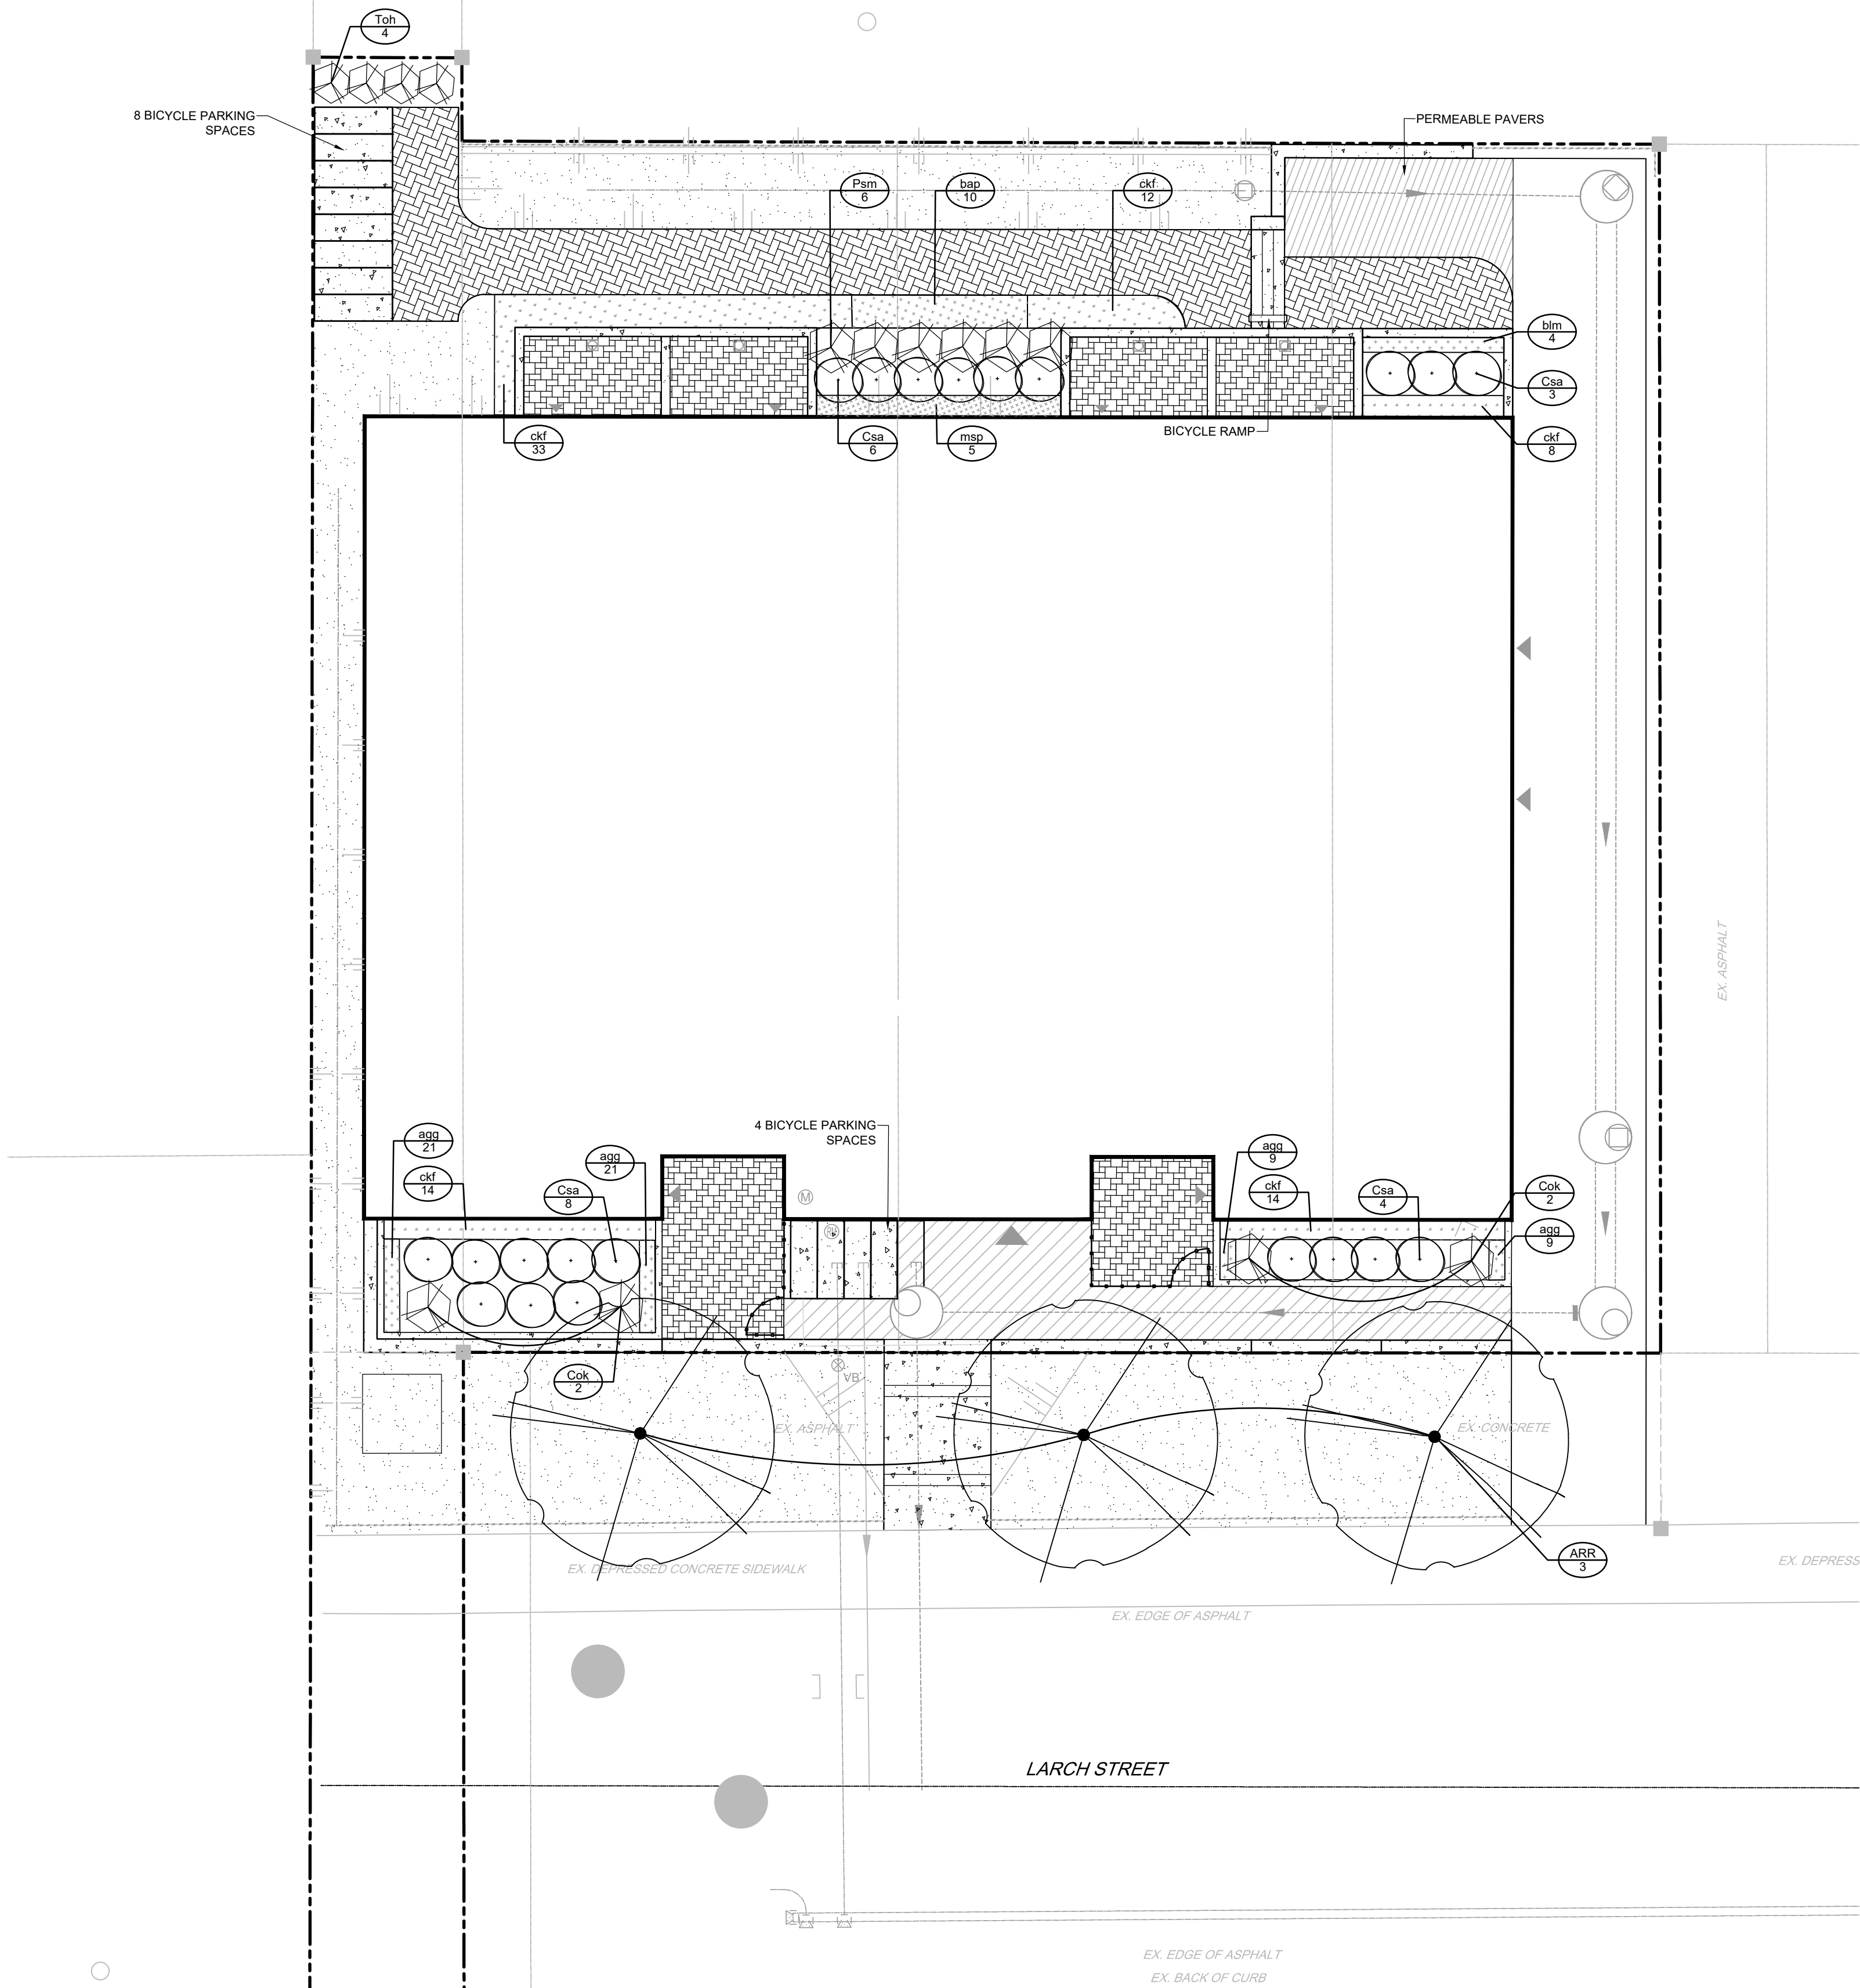 Toh
4
8 BICYCLE PARKING
SPACES
PERMEABLE PAVERS
Psm
6
bap
10
ckf
12
blm
4
Csa
3
ckf
33
Csa
6
msp
5
BICYCLE RAMP
ckf
8
EX. ASPHALT
4 BICYCLE PARKING
SPACES
agg
21
agg
21
ckf
14
Csa
8
M
agg
9
ckf
14
Csa
4
Cok
2
agg
9
Cok
2
VB
EX. ASPHALT
EX. CONCRETE
ARR
3
EX. DEPRESSED CONCRETE SIDEWALK
EX. DEPRESS
EX. EDGE OF ASPHALT
LARCH STREET
EX. EDGE OF ASPHALT
EX. BACK OF CURB